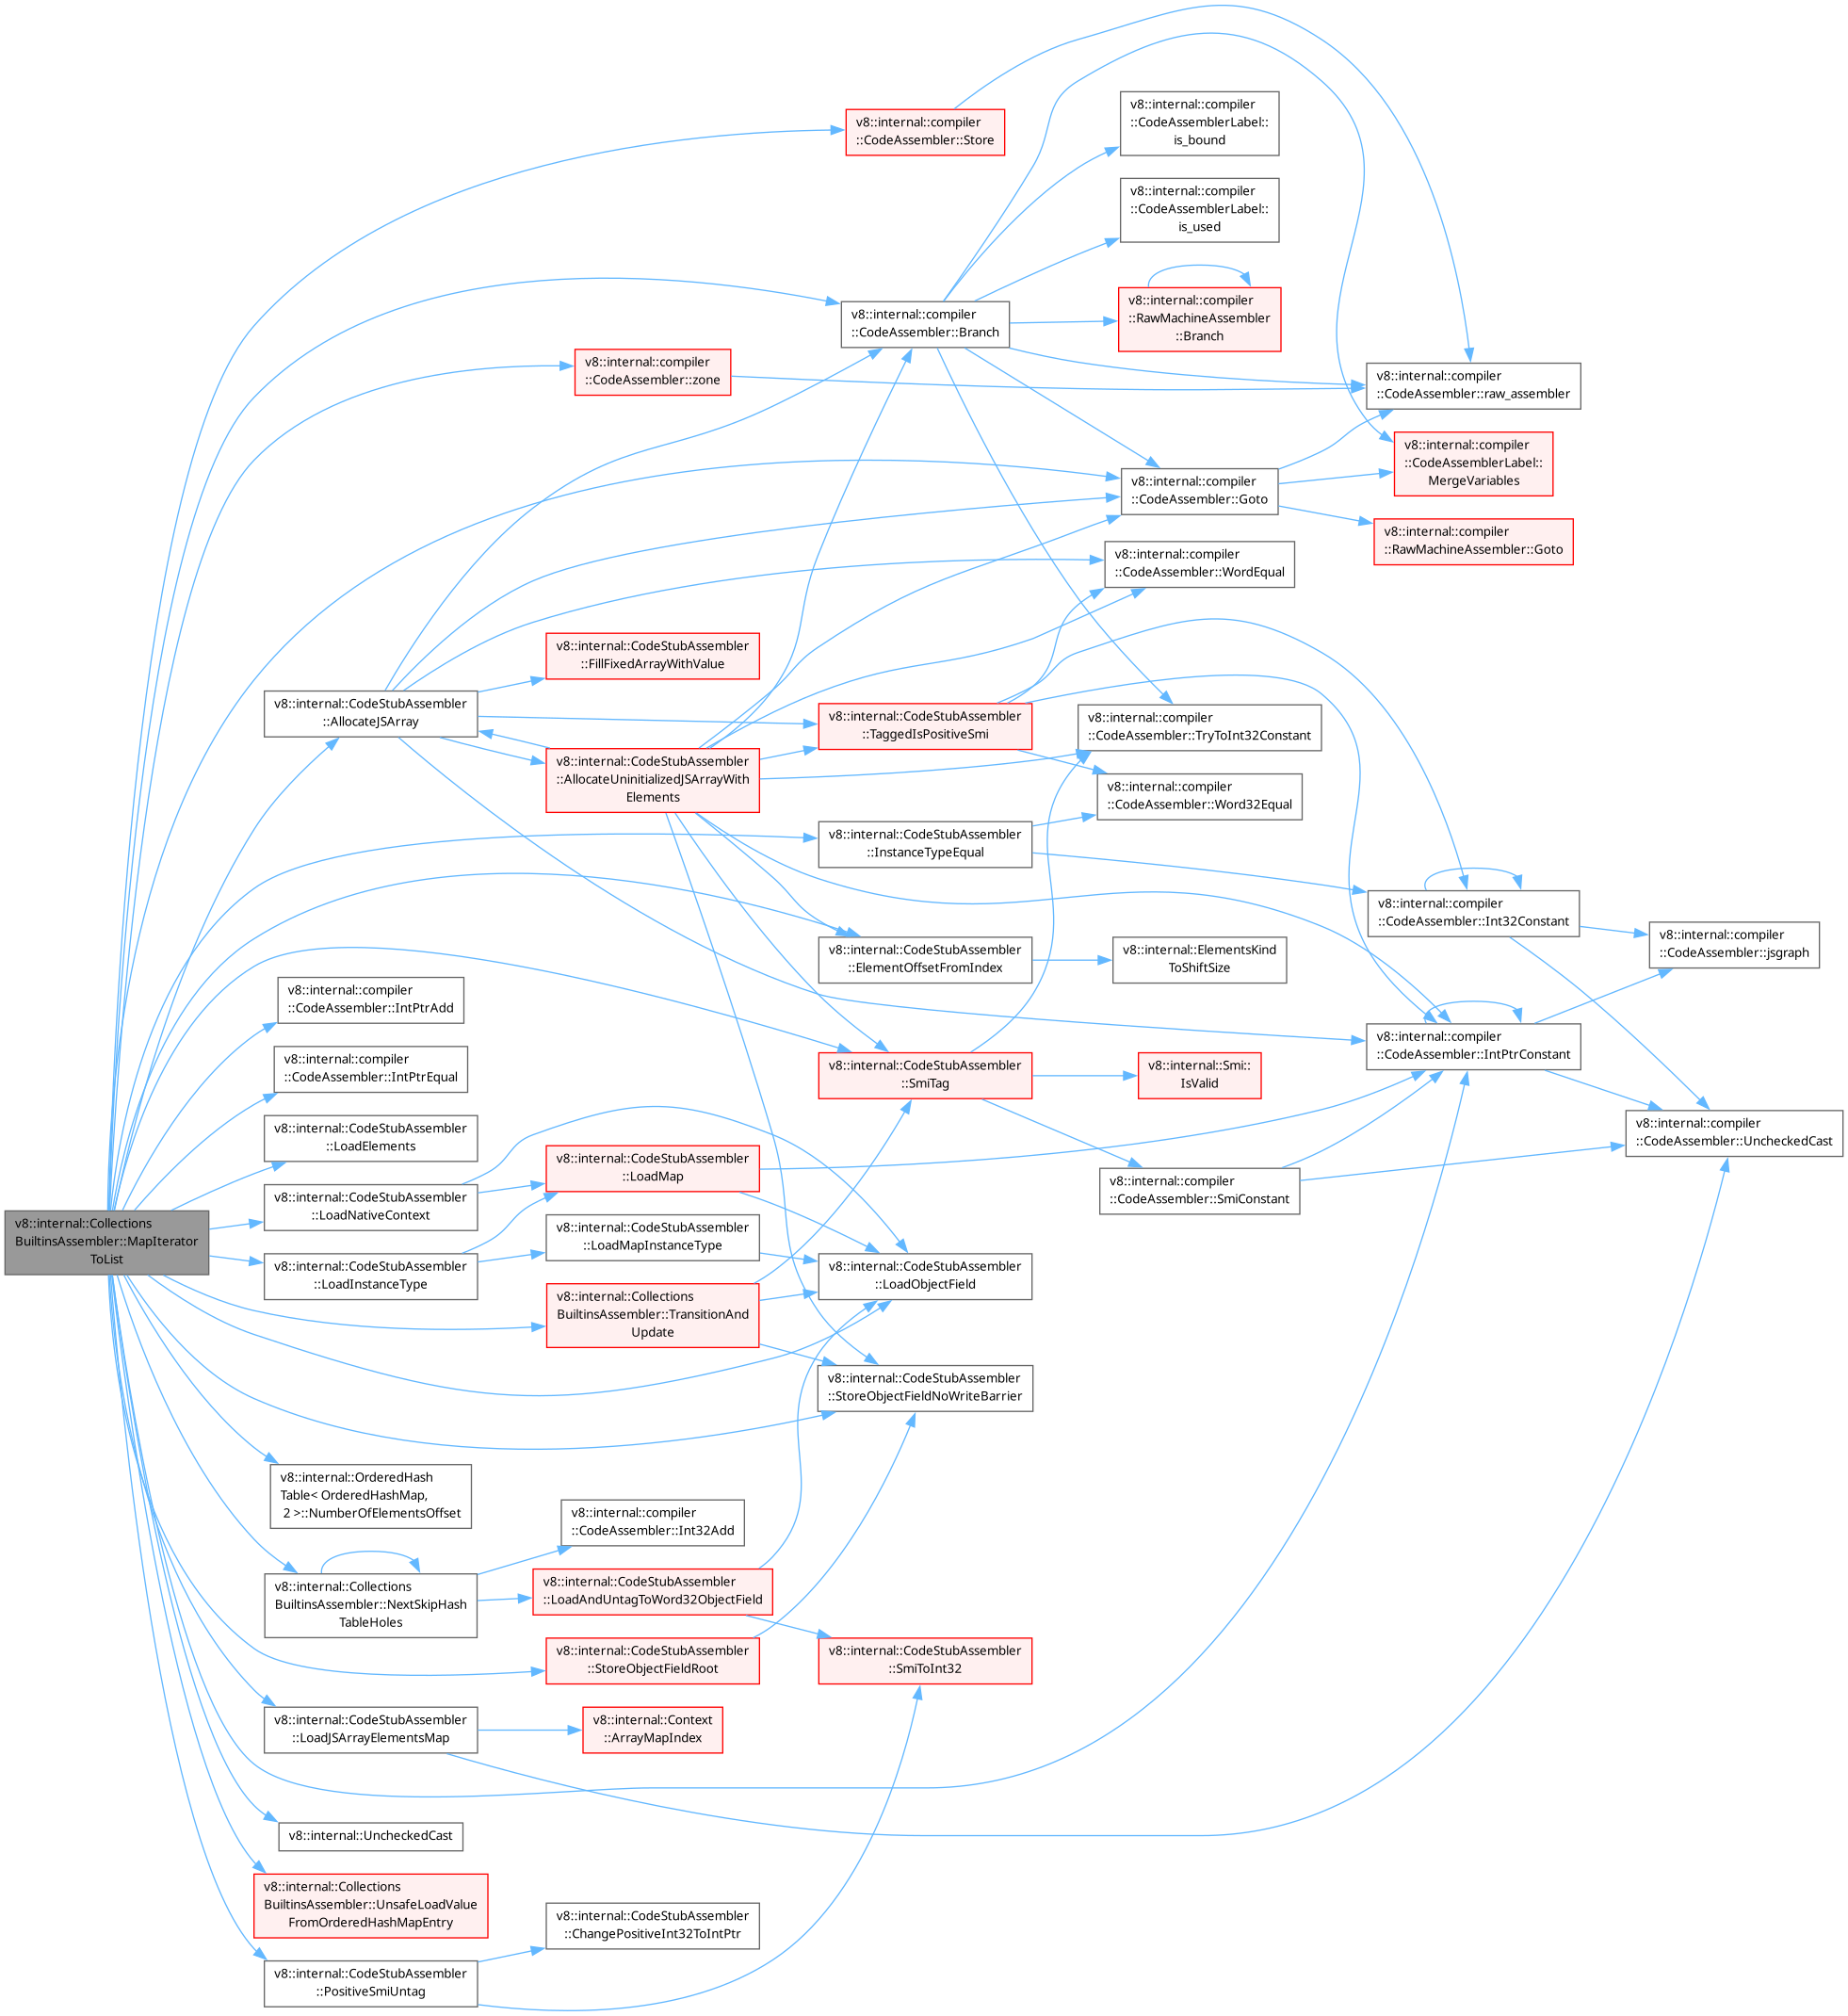 v8::internal::compiler
::CodeAssembler::Store
v8::internal::compiler
::CodeAssemblerLabel::
is_bound
v8::internal::compiler
::CodeAssemblerLabel::
is_used
v8::internal::compiler
::RawMachineAssembler
::Branch
v8::internal::compiler
::CodeAssembler::Branch
v8::internal::compiler
::CodeAssembler::zone
v8::internal::compiler
::CodeAssembler::raw_assembler
v8::internal::compiler
::CodeAssemblerLabel::
MergeVariables
v8::internal::compiler
::CodeAssembler::Goto
v8::internal::compiler
::RawMachineAssembler::Goto
v8::internal::compiler
::CodeAssembler::WordEqual
v8::internal::CodeStubAssembler
::FillFixedArrayWithValue
v8::internal::CodeStubAssembler
::AllocateJSArray
v8::internal::CodeStubAssembler
::TaggedIsPositiveSmi
v8::internal::compiler
::CodeAssembler::TryToInt32Constant
v8::internal::CodeStubAssembler
::AllocateUninitializedJSArrayWith
Elements
v8::internal::compiler
::CodeAssembler::Word32Equal
v8::internal::CodeStubAssembler
::InstanceTypeEqual
v8::internal::compiler
::CodeAssembler::Int32Constant
v8::internal::CodeStubAssembler
::ElementOffsetFromIndex
v8::internal::ElementsKind
ToShiftSize
v8::internal::compiler
::CodeAssembler::jsgraph
v8::internal::compiler
::CodeAssembler::IntPtrAdd
v8::internal::compiler
::CodeAssembler::IntPtrEqual
v8::internal::CodeStubAssembler
::SmiTag
v8::internal::Smi::
IsValid
v8::internal::compiler
::CodeAssembler::IntPtrConstant
v8::internal::CodeStubAssembler
::LoadElements
v8::internal::compiler
::CodeAssembler::UncheckedCast
v8::internal::CodeStubAssembler
::LoadMap
v8::internal::compiler
::CodeAssembler::SmiConstant
v8::internal::CodeStubAssembler
::LoadNativeContext
v8::internal::Collections
BuiltinsAssembler::MapIterator
ToList
v8::internal::CodeStubAssembler
::LoadMapInstanceType
v8::internal::CodeStubAssembler
::LoadInstanceType
v8::internal::CodeStubAssembler
::LoadObjectField
v8::internal::Collections
BuiltinsAssembler::TransitionAnd
Update
v8::internal::CodeStubAssembler
::StoreObjectFieldNoWriteBarrier
v8::internal::OrderedHash
Table< OrderedHashMap,
2 >::NumberOfElementsOffset
v8::internal::compiler
::CodeAssembler::Int32Add
v8::internal::Collections
BuiltinsAssembler::NextSkipHash
TableHoles
v8::internal::CodeStubAssembler
::LoadAndUntagToWord32ObjectField
v8::internal::CodeStubAssembler
::StoreObjectFieldRoot
v8::internal::CodeStubAssembler
::SmiToInt32
v8::internal::CodeStubAssembler
::LoadJSArrayElementsMap
v8::internal::Context
::ArrayMapIndex
v8::internal::UncheckedCast
v8::internal::Collections
BuiltinsAssembler::UnsafeLoadValue
FromOrderedHashMapEntry
v8::internal::CodeStubAssembler
::ChangePositiveInt32ToIntPtr
v8::internal::CodeStubAssembler
::PositiveSmiUntag